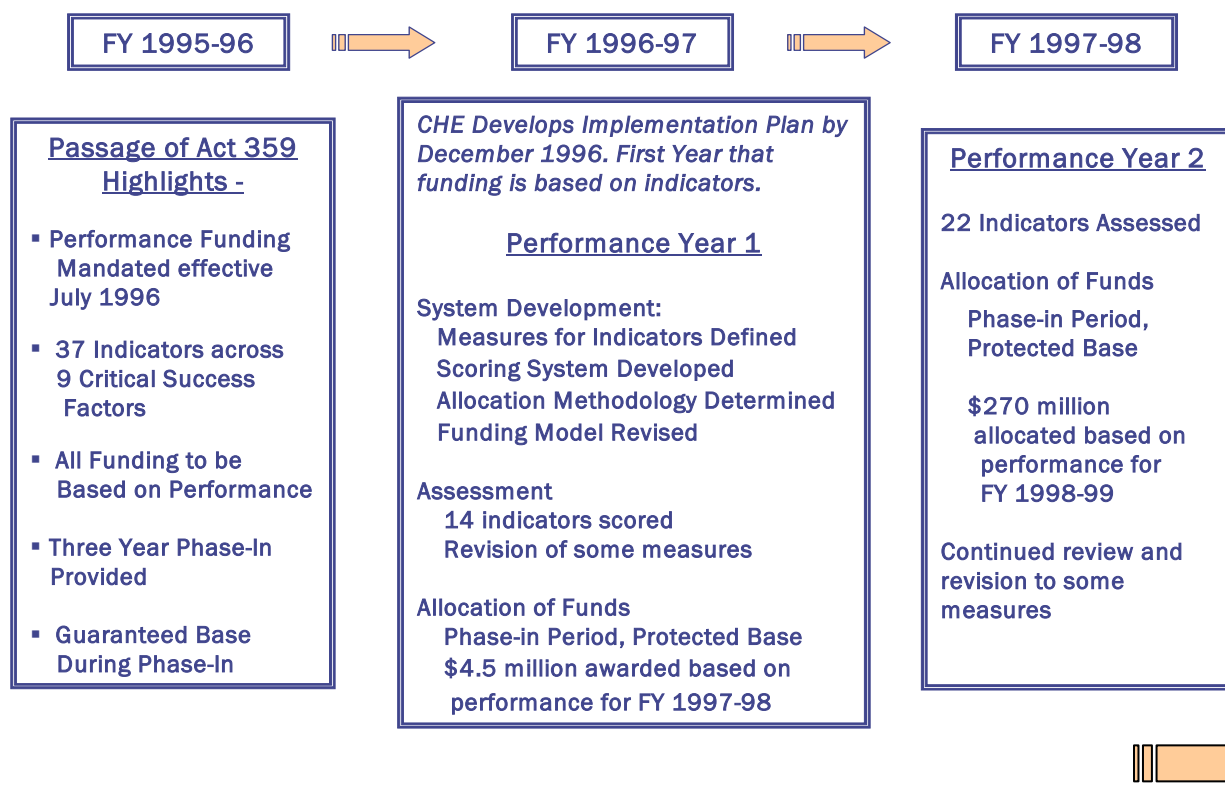 FY 1995-96
FY 1996-97
FY 1997-98
Passage of Act 359
Highlights -
▪ Performance Funding
Mandated effective
July 1996
▪ 37 Indicators across
9 Critical Success
Factors
▪ All Funding to be
Based on Performance
▪ Three Year Phase-In
Provided
▪ Guaranteed Base
During Phase-In
CHE Develops Implementation Plan by
December 1996. First Year that
funding is based on indicators.
Performance Year 1
System Development:
Measures for Indicators Defined
Scoring System Developed
Allocation Methodology Determined
Funding Model Revised
Assessment
14 indicators scored
Revision of some measures
Allocation of Funds
Phase-in Period, Protected Base
$4.5 million awarded based on
performance for FY 1997-98
Performance Year 2
22 Indicators Assessed
Allocation of Funds
Phase-in Period,
Protected Base
$270 million
allocated based on
performance for
FY 1998-99
Continued review and
revision to some
measures